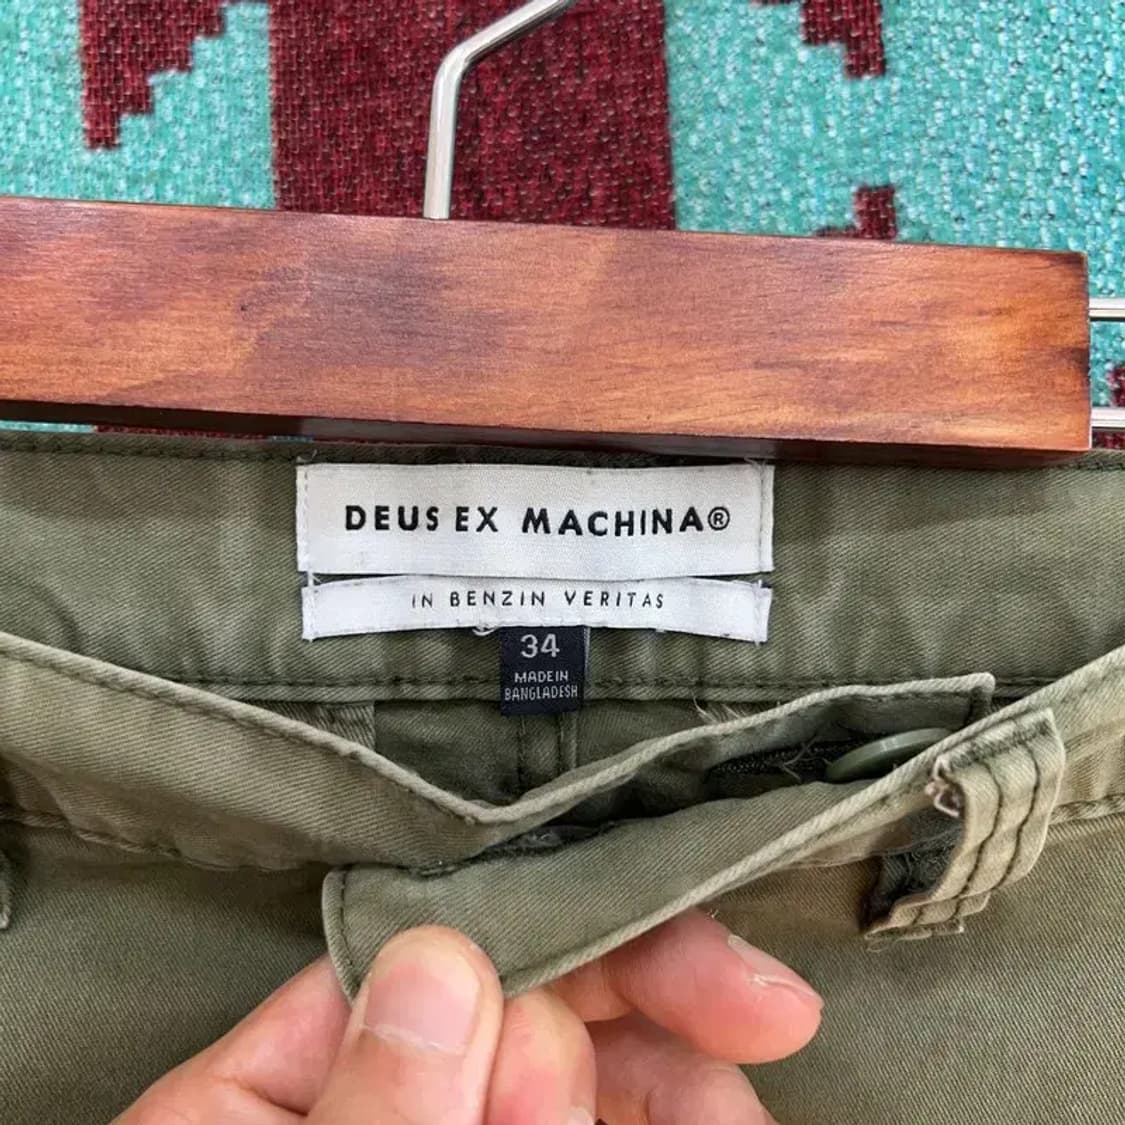 DEUS EX MACHINA®
IN BENZIN VERITAS
34
MADE IN
BANGLADESH